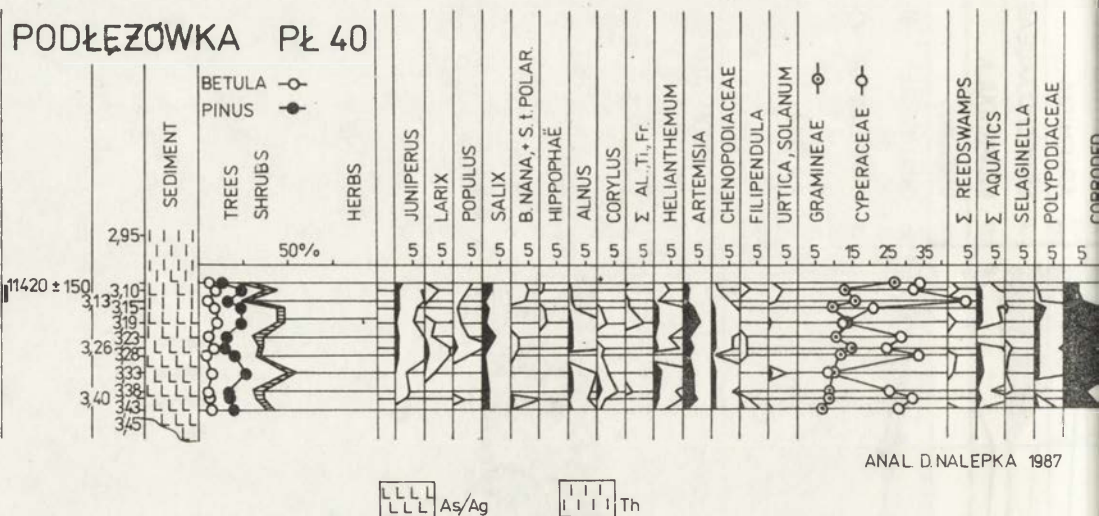 PODŁĘŻÓWKA PŁ 40
BETULA
PINUS
SEDIMENT
TREES
SHRUBS
HERBS
JUNIPERUS
LARIX
POPULUS
SALIX
B. NANA,+ S. t. POLAR.
HIPPOPHAË
ALNUS
CORYLUS
Σ AL.,Ti., Fr.
HELIANTHEMUM
ARTEMISIA
CHENOPODIACEAE
FILIPENDULA
URTICA, SOLANUM
GRAMINEAE
CYPERACEAE
Σ REEDSWAMPS
Σ AQUATICS
SELAGINELLA
POLYPODIACEAE
CORRODED
50% 5 5 5 5 5 5 5 5 5 5 5 5 5 5 5 15 25 35 5 5 5 5 5
2,95
11420 ± 150
3,10
3,13
3,15
3,19
3,23
3,26
3,28
3,33
3,38
3,40
3,43
3,45
ANAL. D. NALEPKA 1987
As/Ag
Th